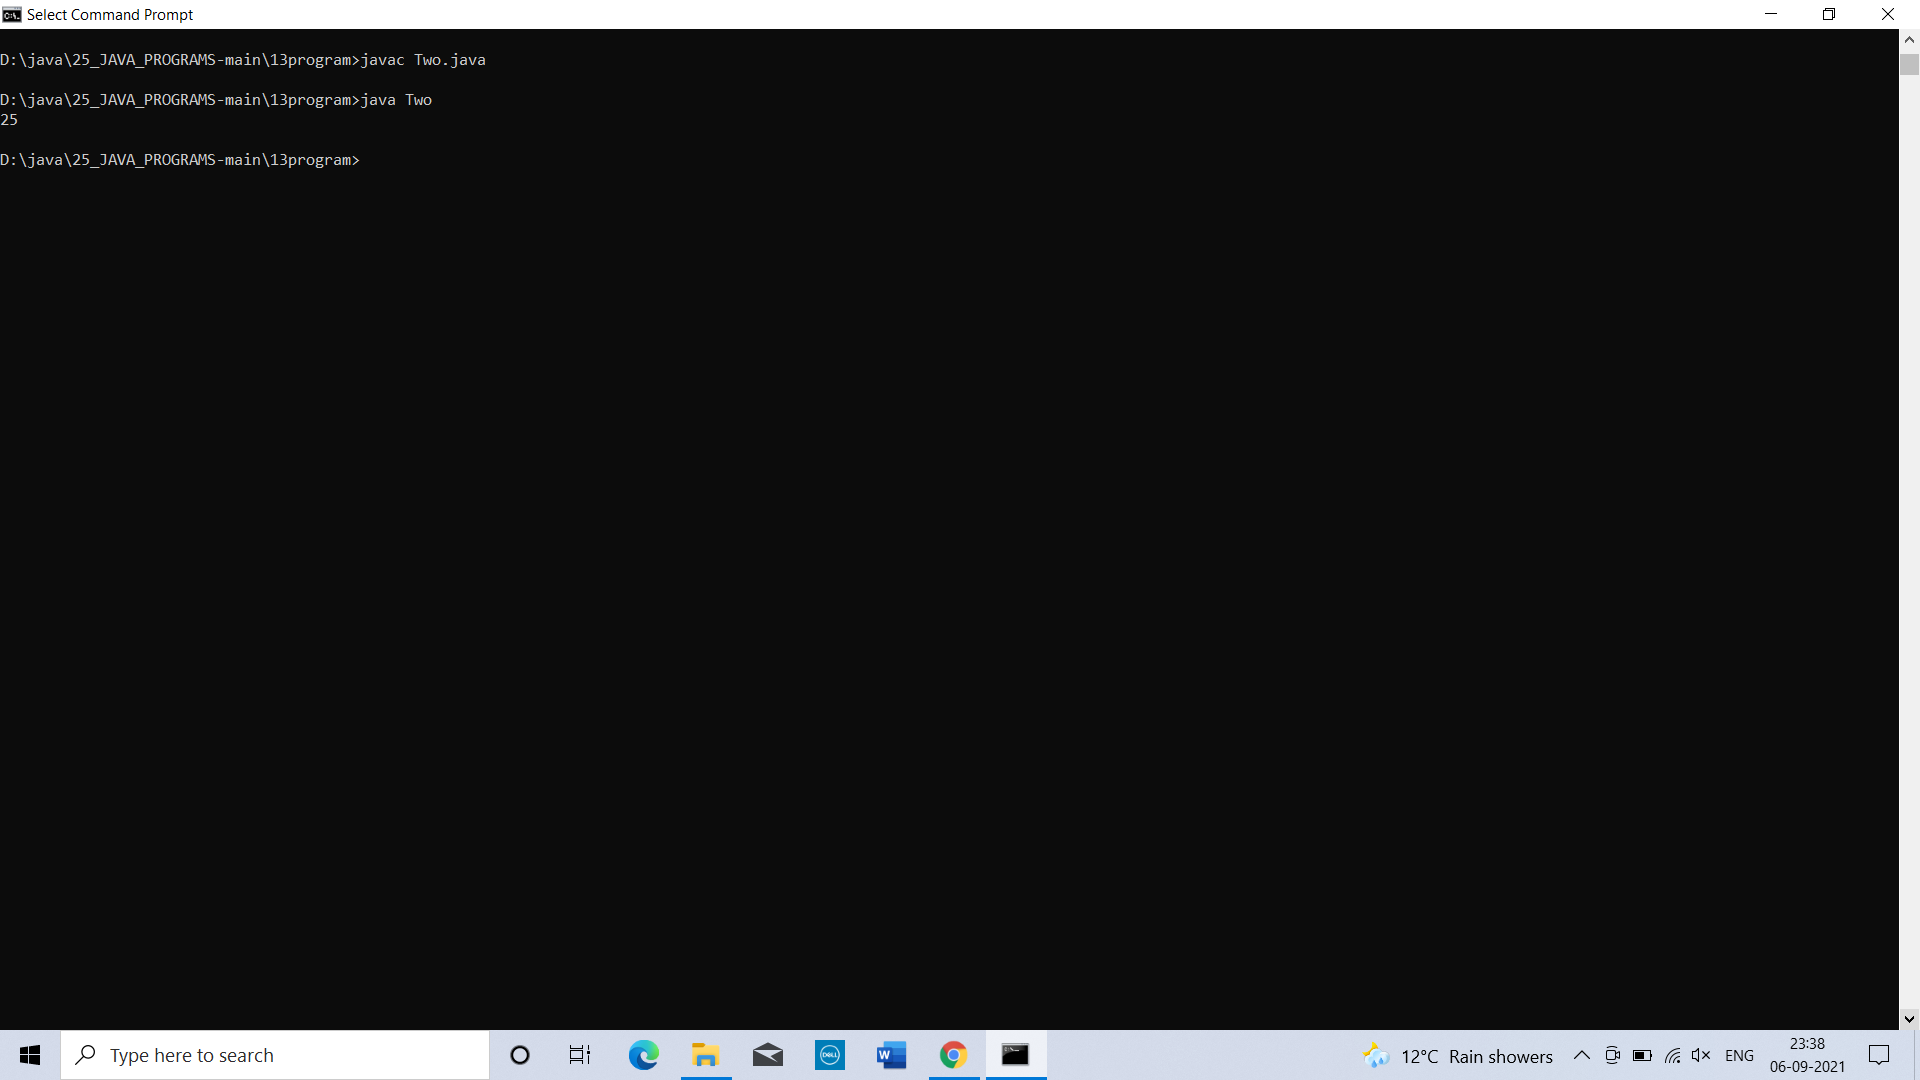 Select Command Prompt
D:\java\25_JAVA_PROGRAMS-main\13program>javac Two.java
D:\java\25_JAVA_PROGRAMS-main\13program>java Two
25
D:\java\25_JAVA_PROGRAMS-main\13program>
Type here to search
DELL
W
12°C Rain showers
ENG
23:38
06-09-2021